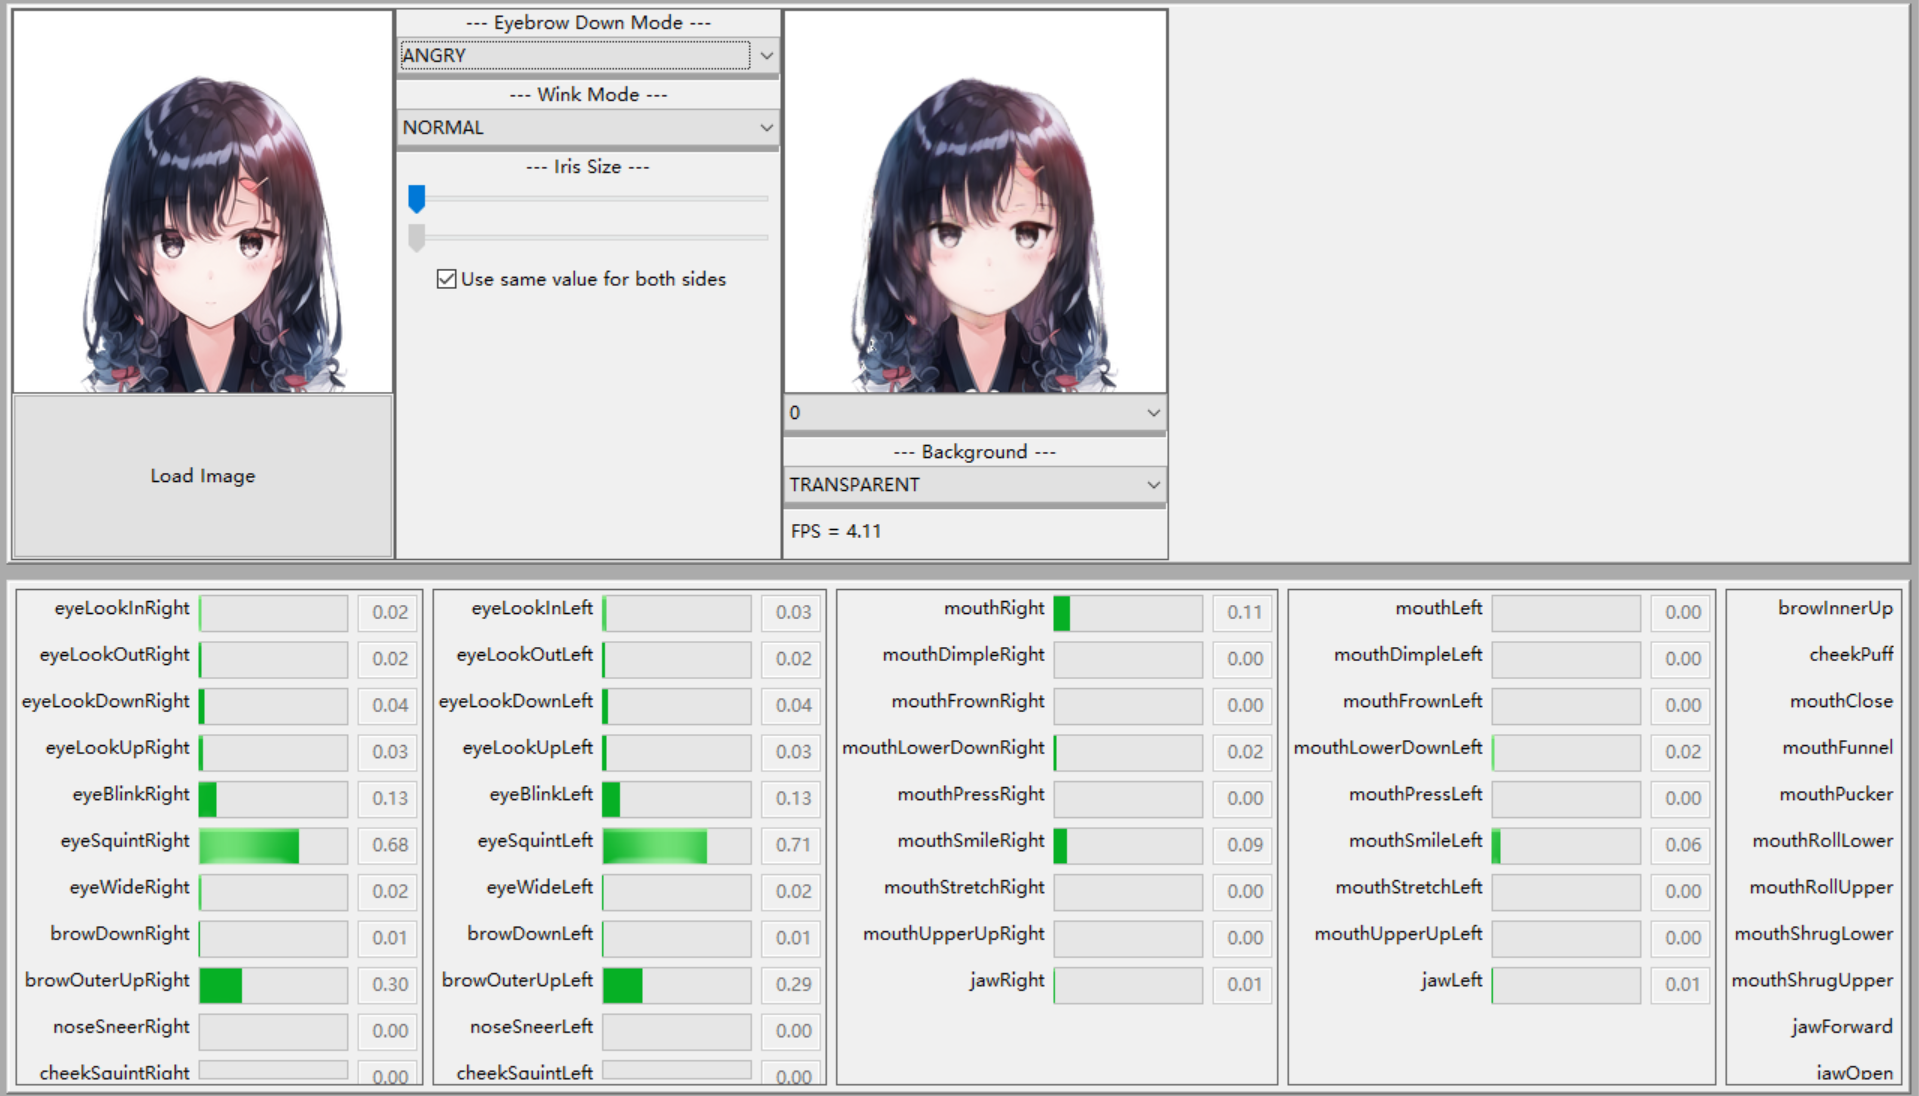 --- Eyebrow Down Mode ---
ANGRY
--- Wink Mode ---
NORMAL
--- Iris Size ---
Use same value for both sides
Load Image
0
--- Background ---
TRANSPARENT
FPS = 4.11
eyeLookInRight 0.02
eyeLookOutRight 0.02
eyeLookDownRight 0.04
eyeLookUpRight 0.03
eyeBlinkRight 0.13
eyeSquintRight 0.68
eyeWideRight 0.02
browDownRight 0.01
browOuterUpRight 0.30
noseSneerRight 0.00
cheekSquintRight 0.00
eyeLookInLeft 0.03
eyeLookOutLeft 0.02
eyeLookDownLeft 0.04
eyeLookUpLeft 0.03
eyeBlinkLeft 0.13
eyeSquintLeft 0.71
eyeWideLeft 0.02
browDownLeft 0.01
browOuterUpLeft 0.29
noseSneerLeft 0.00
cheekSquintLeft 0.00
mouthRight 0.11
mouthDimpleRight 0.00
mouthFrownRight 0.00
mouthLowerDownRight 0.02
mouthPressRight 0.00
mouthSmileRight 0.09
mouthStretchRight 0.00
mouthUpperUpRight 0.00
jawRight 0.01
mouthLeft 0.00
mouthDimpleLeft 0.00
mouthFrownLeft 0.00
mouthLowerDownLeft 0.02
mouthPressLeft 0.00
mouthSmileLeft 0.06
mouthStretchLeft 0.00
mouthUpperUpLeft 0.00
jawLeft 0.01
browInnerUp
cheekPuff
mouthClose
mouthFunnel
mouthPucker
mouthRollLower
mouthRollUpper
mouthShrugLower
mouthShrugUpper
jawForward
jawOpen